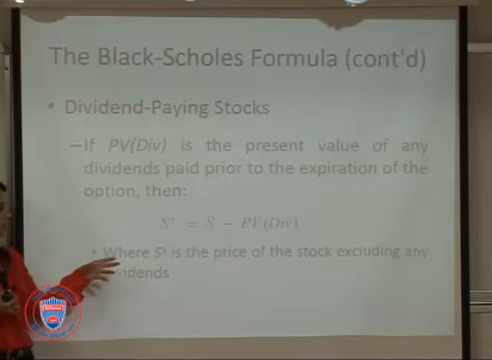 The Black-Scholes Formula (cont'd)
• Dividend-Paying Stocks
–If PV(Div) is the present value of any
dividends paid prior to the expiration of the
option, then:
Sˣ = S – PV(Div)
• Where Sˣ is the price of the stock excluding any
dividends